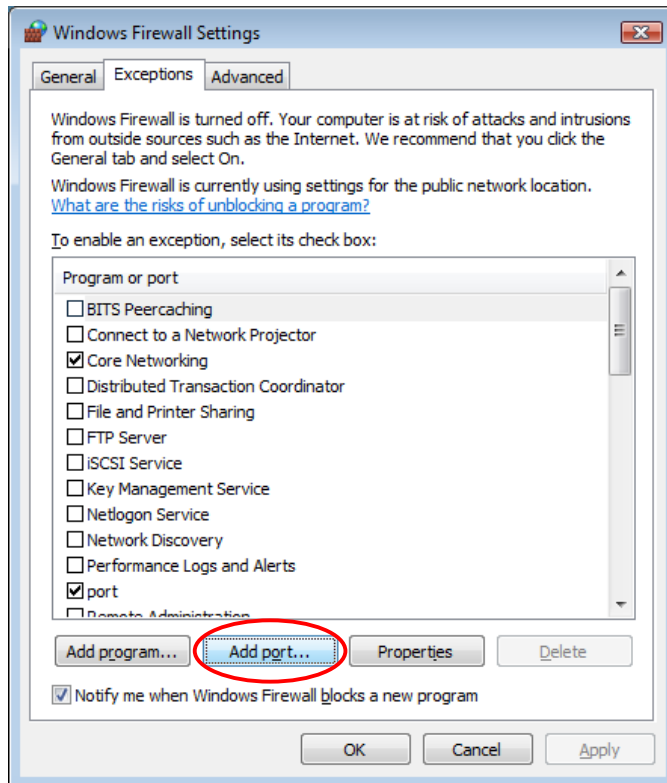 Windows Firewall Settings
General Exceptions Advanced
Windows Firewall is turned off. Your computer is at risk of attacks and intrusions
from outside sources such as the Internet. We recommend that you click the
General tab and select On.
Windows Firewall is currently using settings for the public network location.
What are the risks of unblocking a program?
To enable an exception, select its check box:
Program or port
BITS Peercaching
Connect to a Network Projector
Core Networking
Distributed Transaction Coordinator
File and Printer Sharing
FTP Server
iSCSI Service
Key Management Service
Netlogon Service
Network Discovery
Performance Logs and Alerts
port
Remote Administration
Add program... Add port... Properties Delete
Notify me when Windows Firewall blocks a new program
OK Cancel Apply